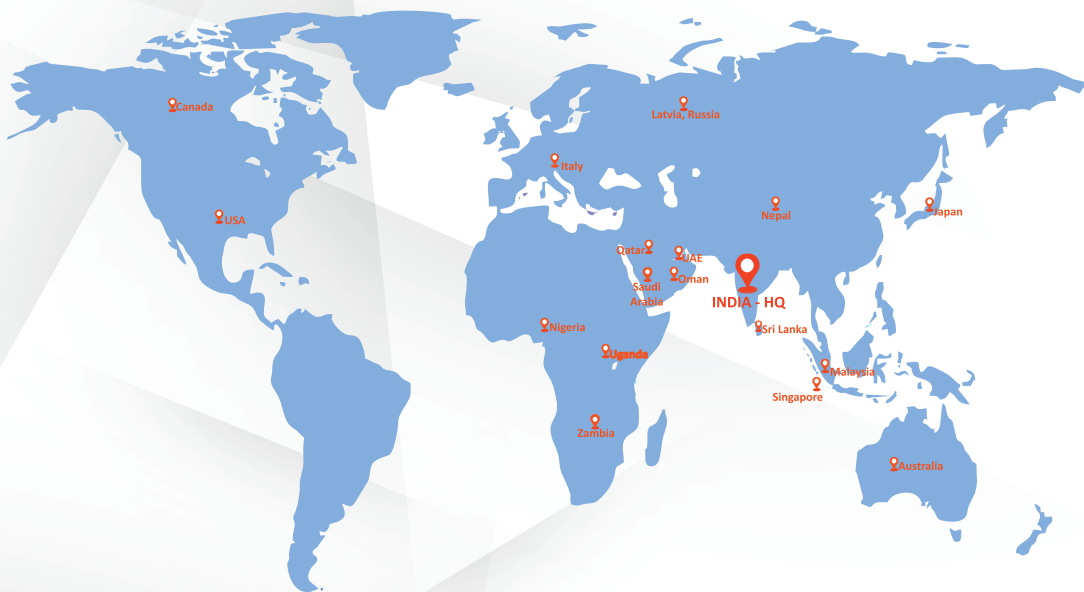 Canada
Latvia, Russia
Italy
USA
Nepal
Japan
Qatar
UAE
Oman
Saudi
Arabia
INDIA - HQ
Nigeria
Sri Lanka
Uganda
Malaysia
Singapore
Zambia
Australia